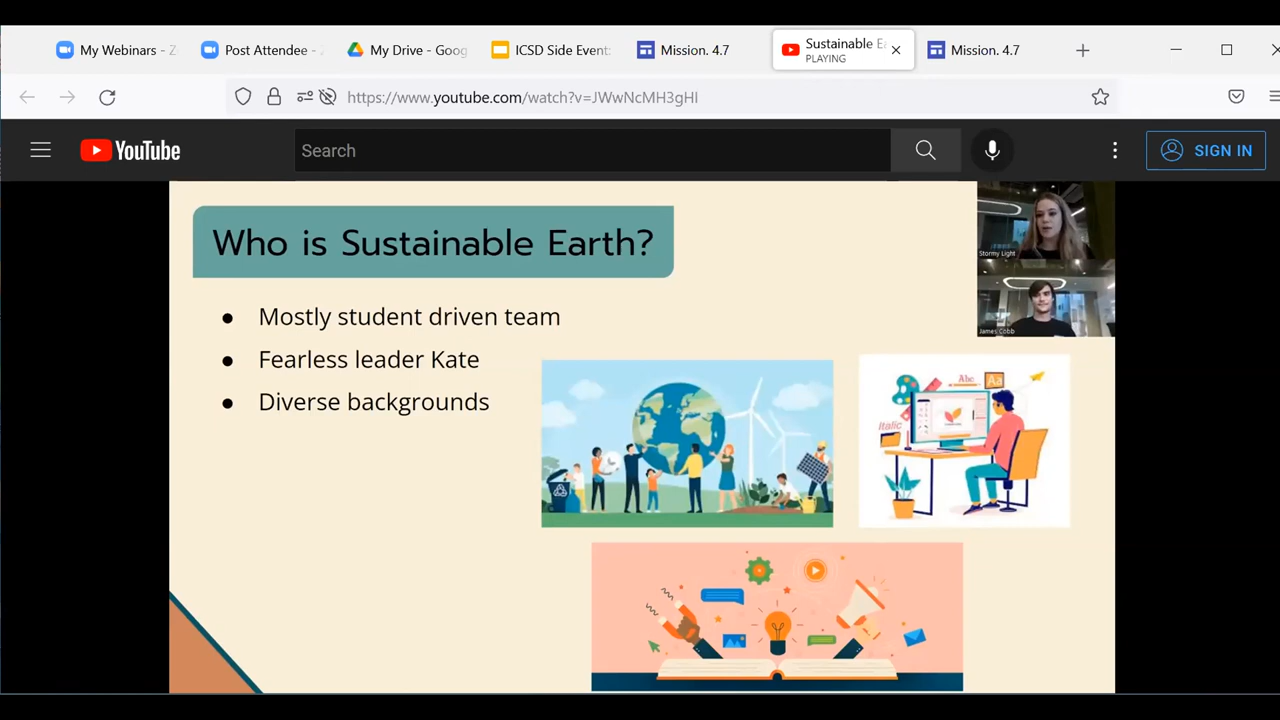 My Webinars - Z
Post Attendee -
My Drive - Goog
ICSD Side Event:
Mission. 4.7
Sustainable Ea
PLAYING
Mission. 4.7
https://www.youtube.com/watch?v=JWwNcMH3gHI
YouTube
Search
SIGN IN
Who is Sustainable Earth?
Stormy Light
● Mostly student driven team
James Cobb
● Fearless leader Kate
● Diverse backgrounds
Abc
Aa
Italic